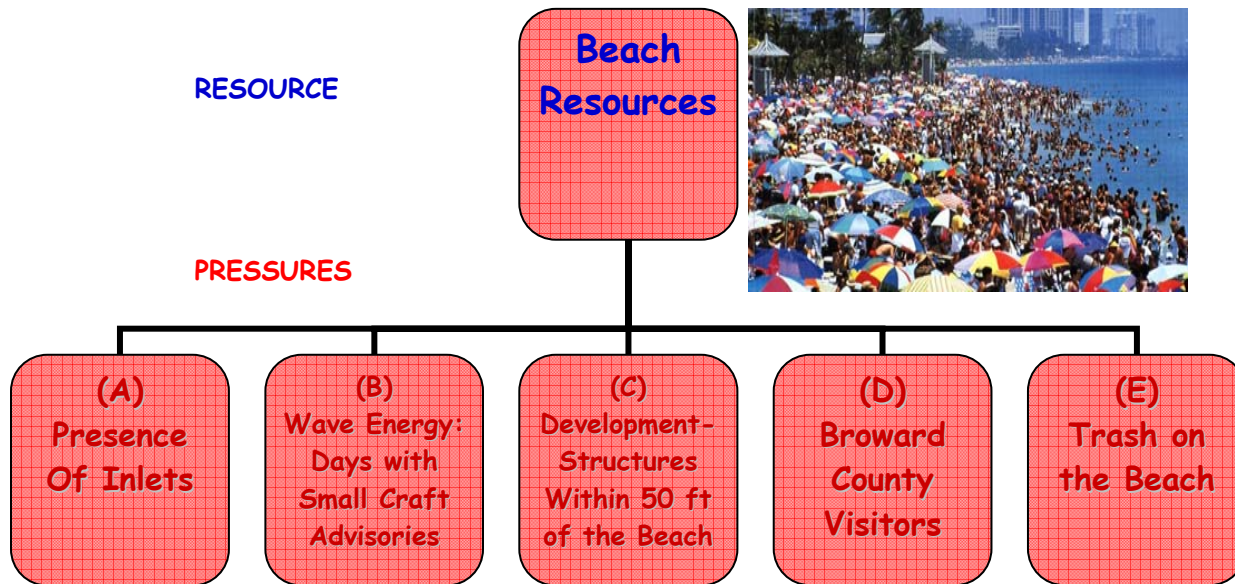 RESOURCE
Beach
Resources
PRESSURES
(A)
Presence
Of Inlets
(B)
Wave Energy:
Days with
Small Craft
Advisories
(C)
Development-
Structures
Within 50 ft
of the Beach
(D)
Broward
County
Visitors
(E)
Trash on
the Beach